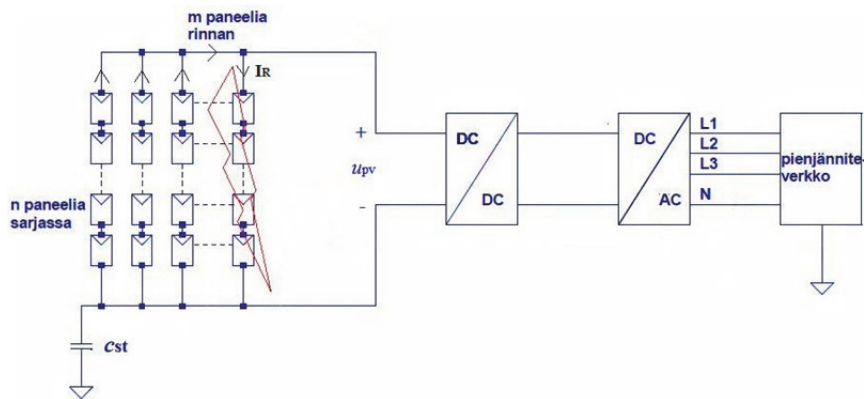 m paneelia
rinnan
IR
n paneelia
sarjassa
+
upv
-
DC
DC
DC
AC
L1
L2
L3
N
pienjännite-
verkko
cst